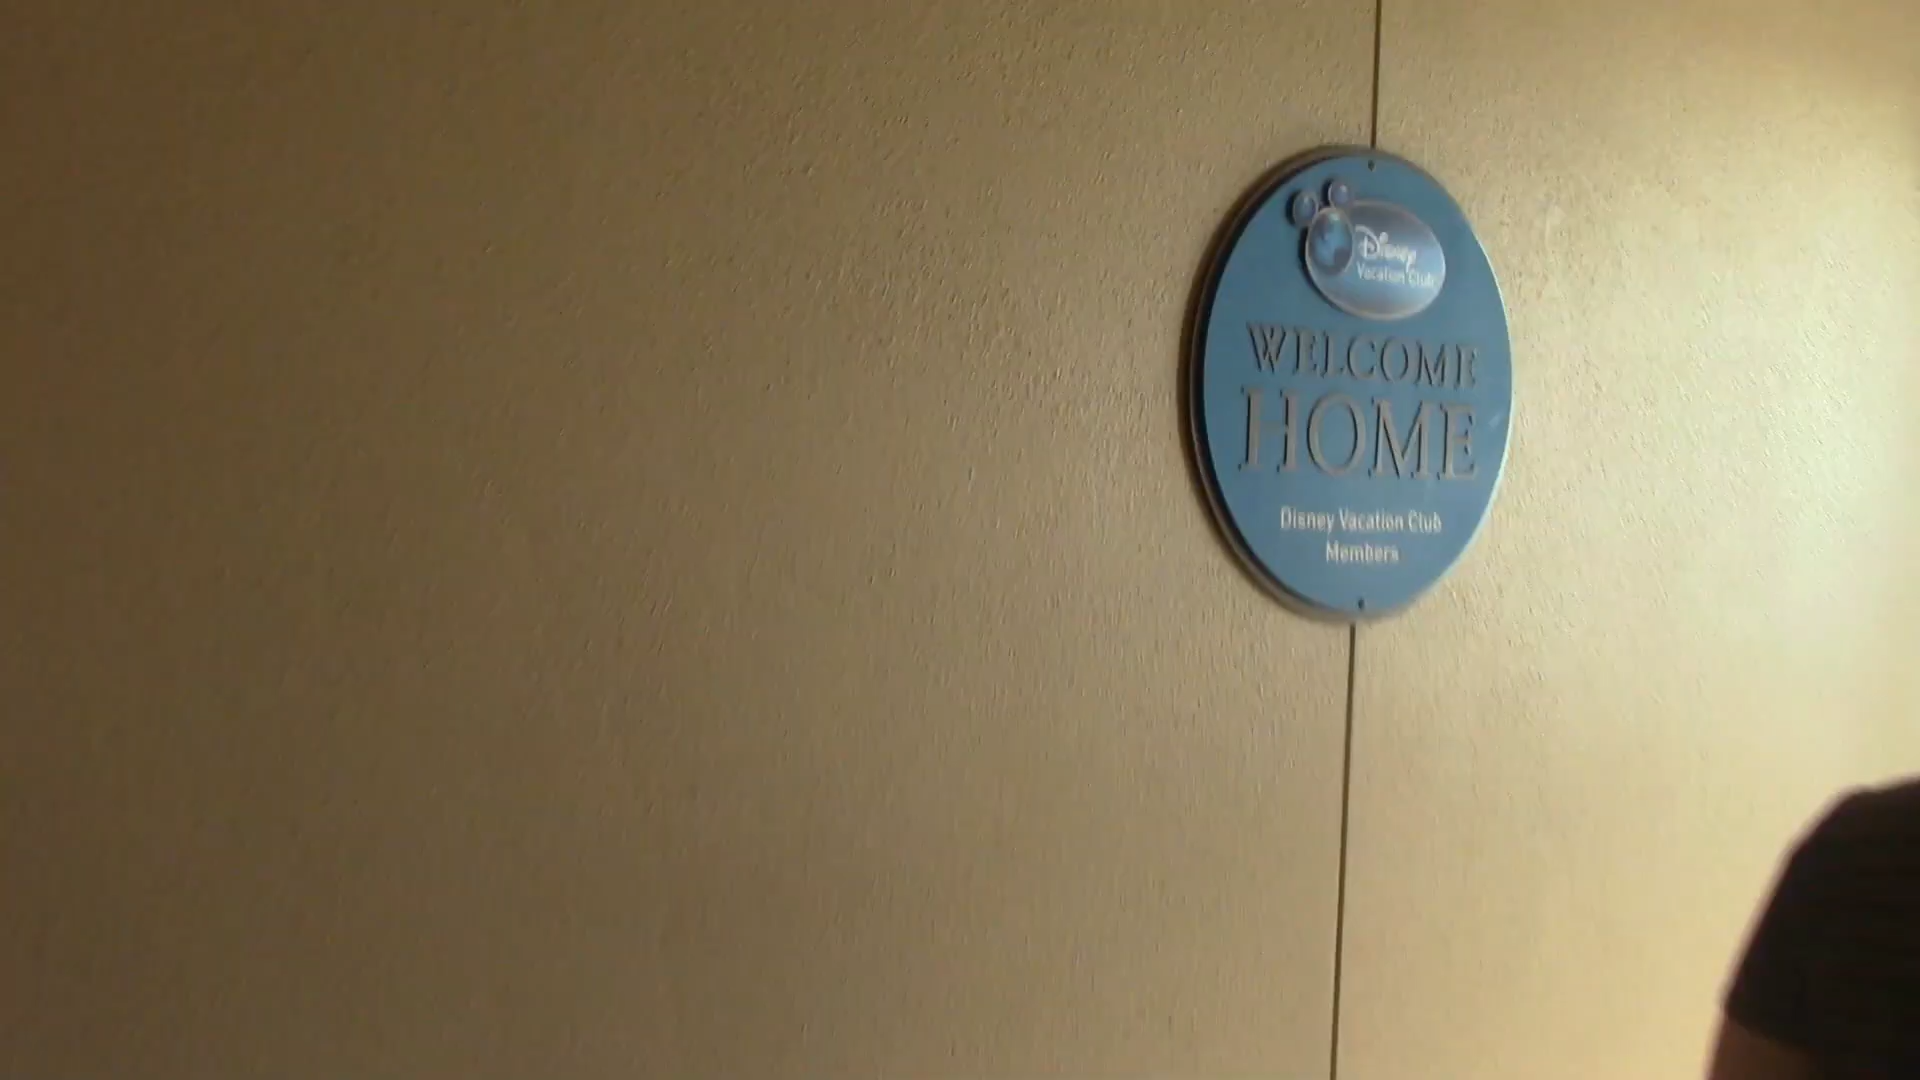 Disney
Vacation Club
WELCOME
HOME
Disney Vacation Club
Members